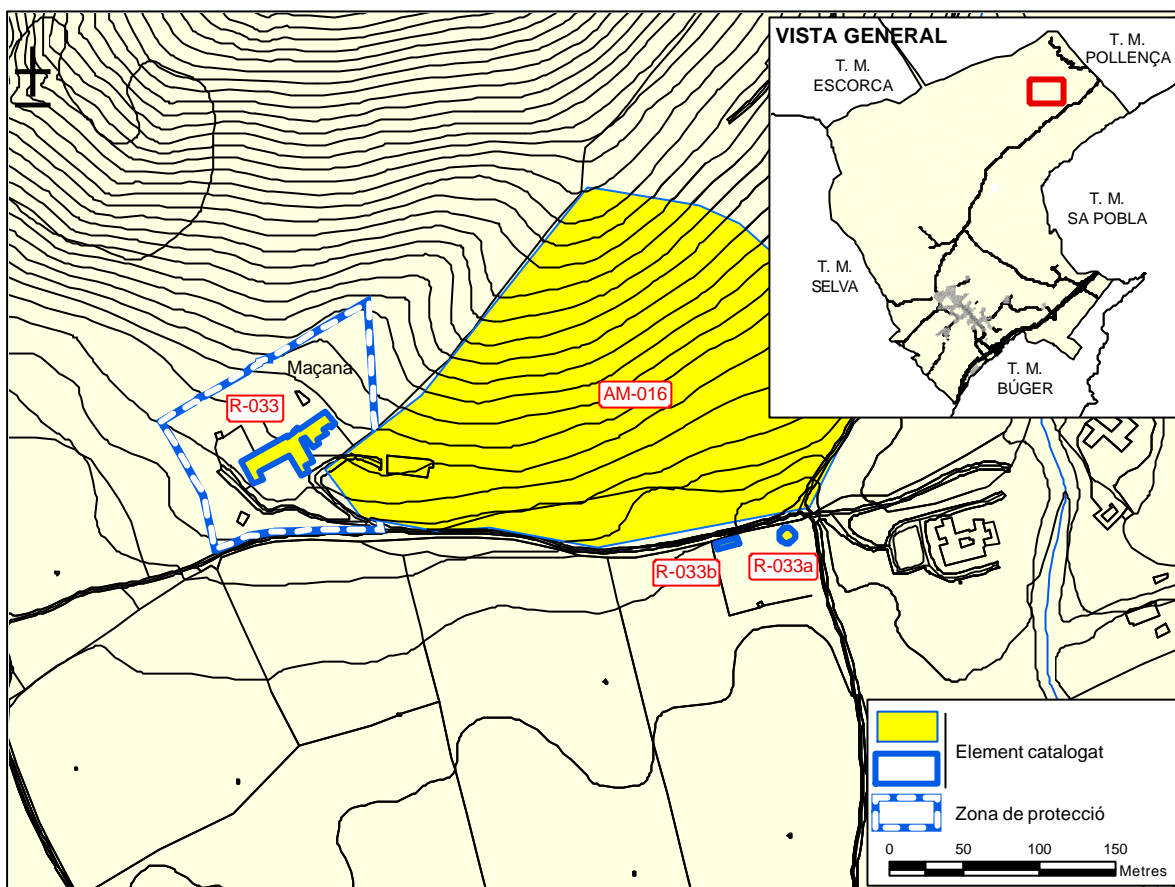 VISTA GENERAL
T. M.
POLLENÇA
T. M.
ESCORCA
T. M.
SA POBLA
T. M.
SELVA
T. M.
BÚGER
Maçana
R-033
AM-016
R-033b
R-033a
Element catalogat
Zona de protecció
0 50 100 150
Metres